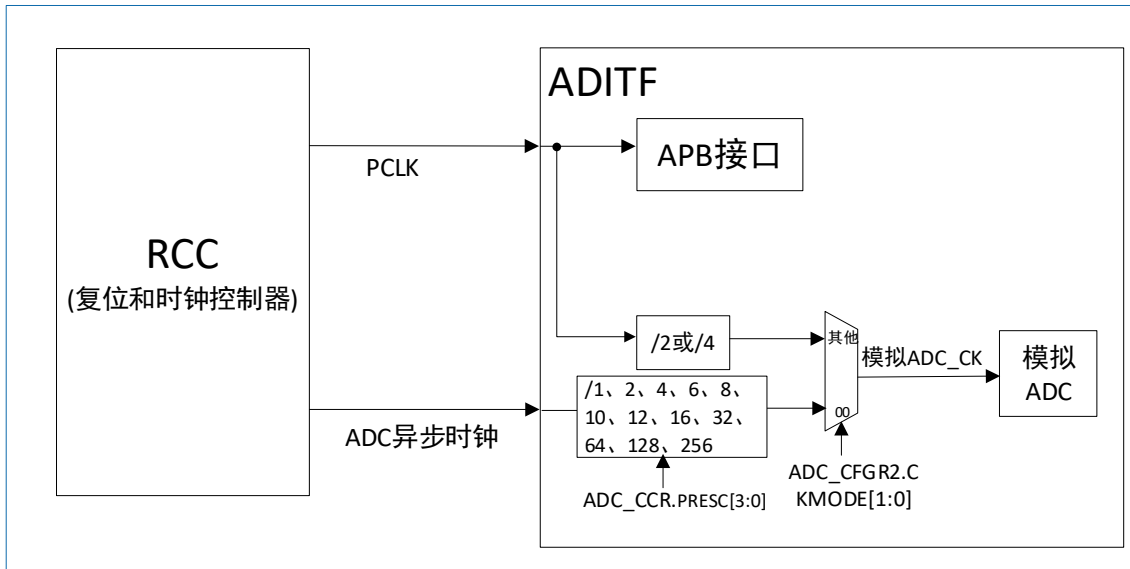 ADITF
APB接口
PCLK
RCC
(复位和时钟控制器)
/2或/4
其他
模拟ADC_CK
模拟
ADC
/1、2、4、6、8、
10、12、16、32、
64、128、256
00
ADC异步时钟
ADC_CCR.PRESC[3:0]
ADC_CFGR2.C
KMODE[1:0]